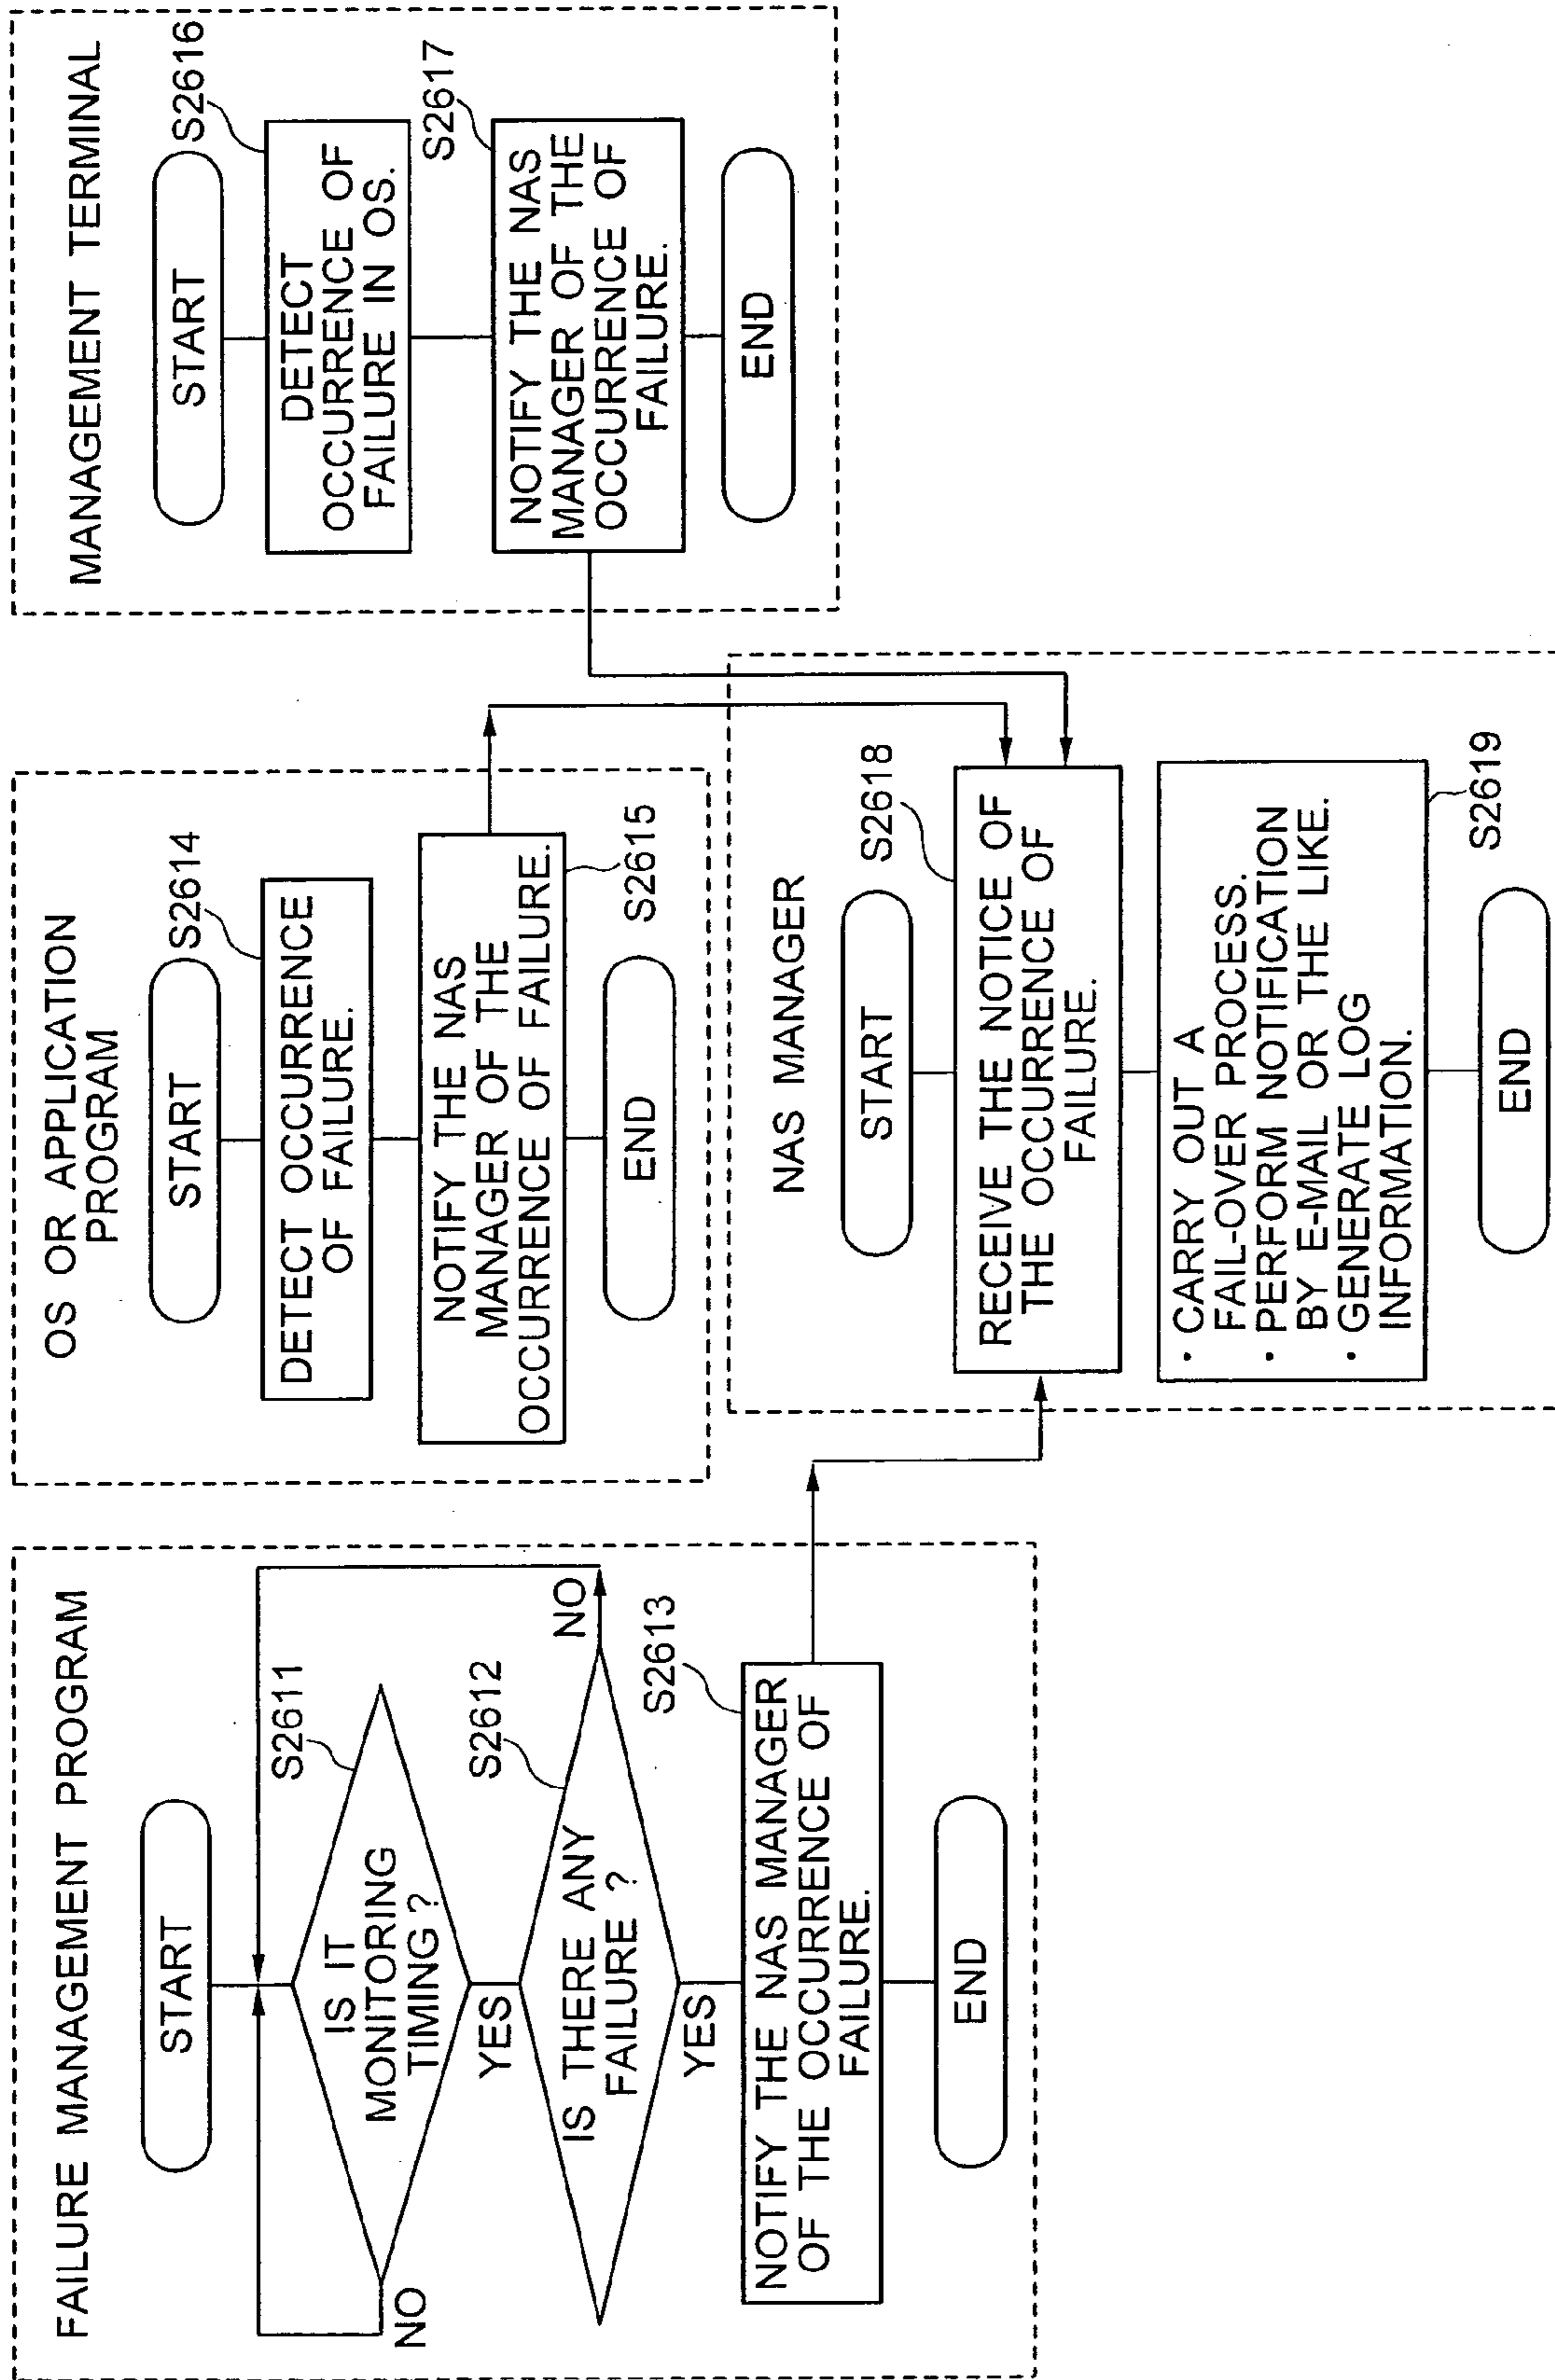 FAILURE MANAGEMENT PROGRAM
START
S2611
IS IT
MONITORING
TIMING?
NO
YES
S2612
IS THERE ANY
FAILURE ?
NO
YES
S2613
NOTIFY THE NAS MANAGER
OF THE OCCURRENCE OF
FAILURE.
END
OS OR APPLICATION
PROGRAM
START
S2614
DETECT OCCURRENCE
OF FAILURE.
NOTIFY THE NAS
MANAGER OF THE
OCCURRENCE OF FAILURE.
S2615
END
MANAGEMENT TERMINAL
START
S2616
DETECT
OCCURRENCE OF
FAILURE IN OS.
S2617
NOTIFY THE NAS
MANAGER OF THE
OCCURRENCE OF
FAILURE.
END
NAS MANAGER
START
S2618
RECEIVE THE NOTICE OF
THE OCCURRENCE OF
FAILURE.
• CARRY OUT A
FAIL-OVER PROCESS.
• PERFORM NOTIFICATION
BY E-MAIL OR THE LIKE.
• GENERATE LOG
INFORMATION.
S2619
END